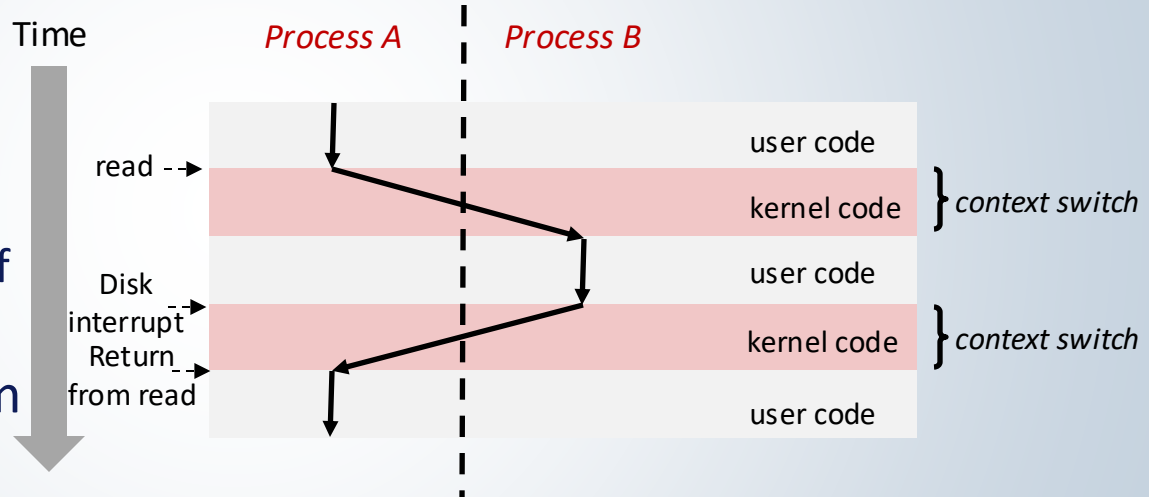 Time
Process A
Process B
user code
read
kernel code
context switch
user code
Disk
interrupt
kernel code
context switch
Return
from read
user code